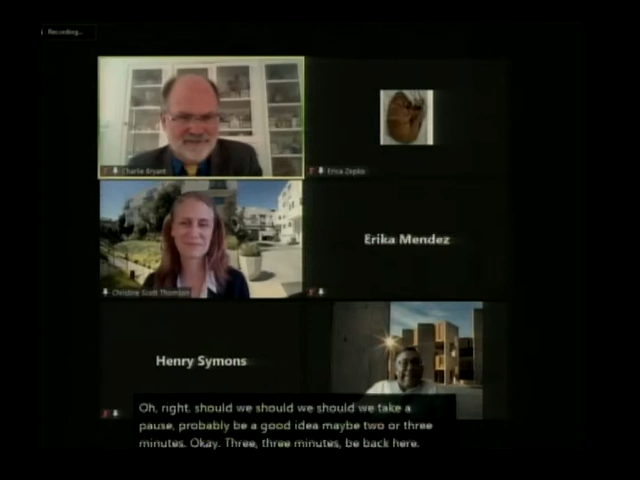 Recording...
Charlie Bryant
Erica Zepko
Erika Mendez
Christine Scott Thomson
Henry Symons
Oh, right. should we should we should we take a
pause, probably be a good idea maybe two or three
minutes. Okay. Three, three minutes, be back here.